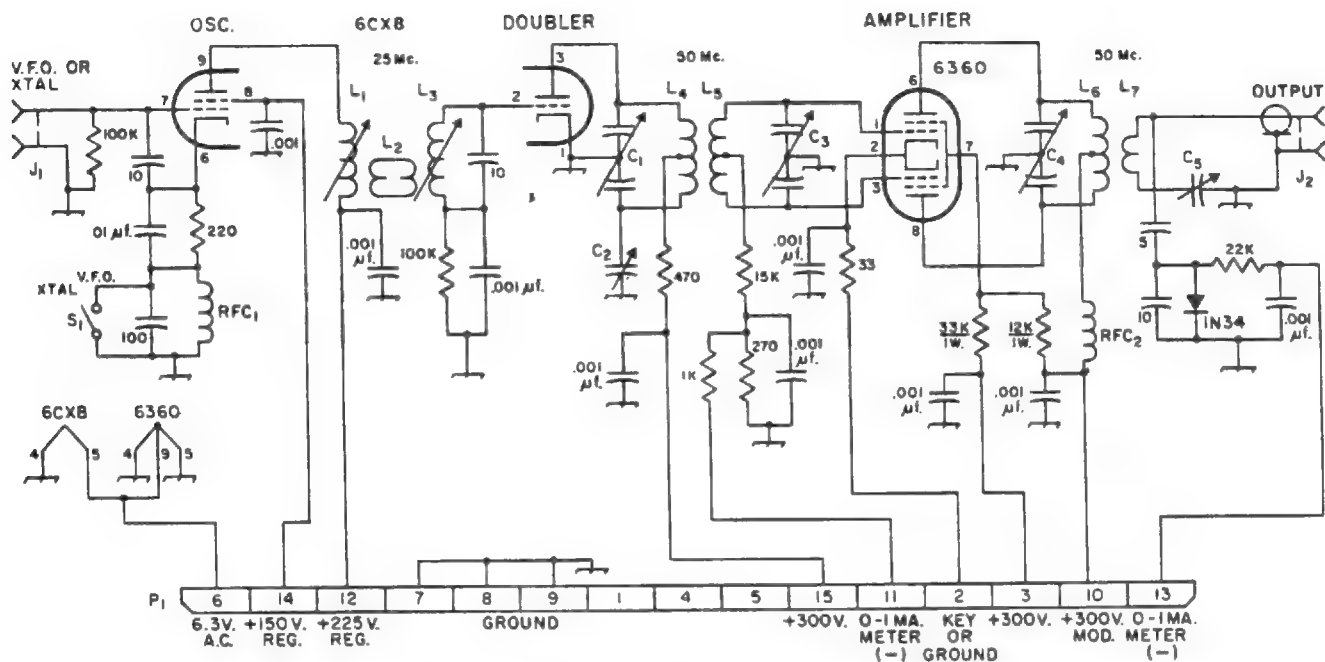 OSC. 6CX8 DOUBLER AMPLIFIER
V.F.O. OR
XTAL
25 Mc.
50 Mc.
6360
50 Mc.
OUTPUT
9
7
8
6
100K
10
.001
J1
L1
L2
L3
01 µf.
220
V.F.O.
XTAL
S1
100
RFC1
.001
µf.
100K
10
.001 µf.
3
2
1
C1
C2
L4
L5
470
.001
µf.
15K
1K
270
.001
µf.
C3
.001
µf.
33
6
1
2
3
7
8
C4
L6
L7
33K
1W.
12K
1W.
RFC2
.001
µf.
.001
µf.
C5
J2
5
22K
10
1N34
.001
µf.
6CX8
6360
4
5
4
9
5
P1
6
14
12
7
8
9
1
4
5
15
11
2
3
10
13
6.3V.
A.C.
+150 V.
REG.
+225 V.
REG.
GROUND
+300V.
0-1 MA.
METER
(-)
KEY
OR
GROUND
+300V.
+300V.
MOD.
0-1 MA.
METER
(-)